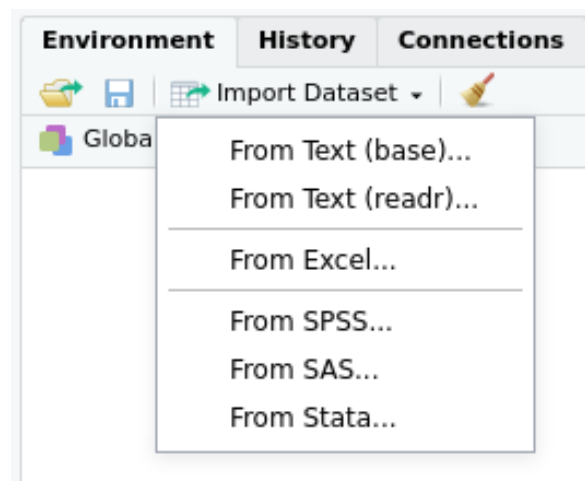 Environment History Connections
Import Dataset
Globa
From Text (base)...
From Text (readr)...
From Excel...
From SPSS...
From SAS...
From Stata...